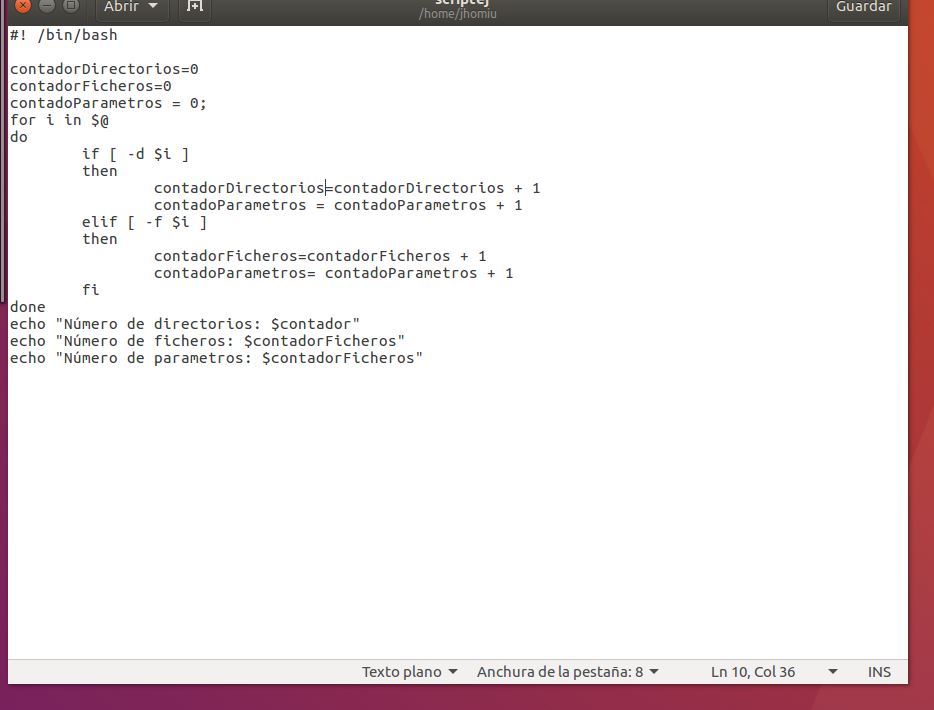 Abrir
scriptej
/home/jhomiu
Guardar
#! /bin/bash

contadorDirectorios=0
contadorFicheros=0
contadoParametros = 0;
for i in $@
do
        if [ -d $i ]
        then
                contadorDirectorios=contadorDirectorios + 1
                contadoParametros = contadoParametros + 1
        elif [ -f $i ]
        then
                contadorFicheros=contadorFicheros + 1
                contadoParametros= contadoParametros + 1
        fi
done
echo "Número de directorios: $contador"
echo "Número de ficheros: $contadorFicheros"
echo "Número de parametros: $contadorFicheros"
Texto plano
Anchura de la pestaña: 8
Ln 10, Col 36
INS